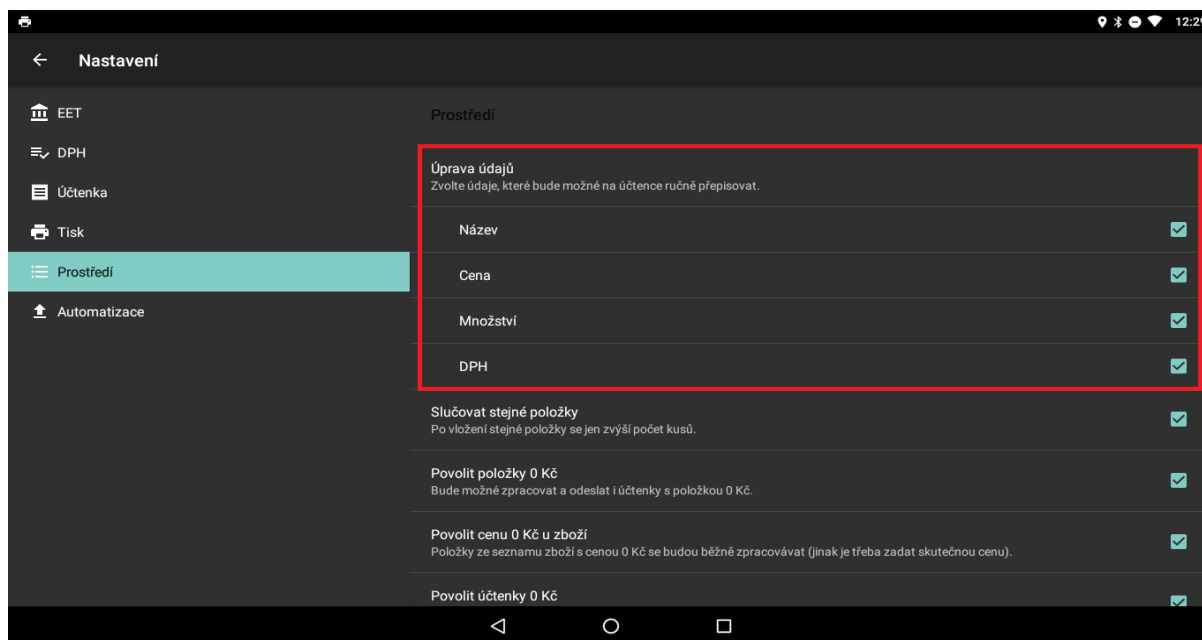 12:29
Nastavení
EET
DPH
Účtenka
Tisk
Prostředí
Automatizace
Prostředí
Úprava údajů
Zvolte údaje, které bude možné na účtence ručně přepisovat.
Název
Cena
Množství
DPH
Slučovat stejné položky
Po vložení stejné položky se jen zvýší počet kusů.
Povolit položky 0 Kč
Bude možné zpracovat a odeslat i účtenky s položkou 0 Kč.
Povolit cenu 0 Kč u zboží
Položky ze seznamu zboží s cenou 0 Kč se budou běžně zpracovávat (jinak je třeba zadat skutečnou cenu).
Povolit účtenky 0 Kč